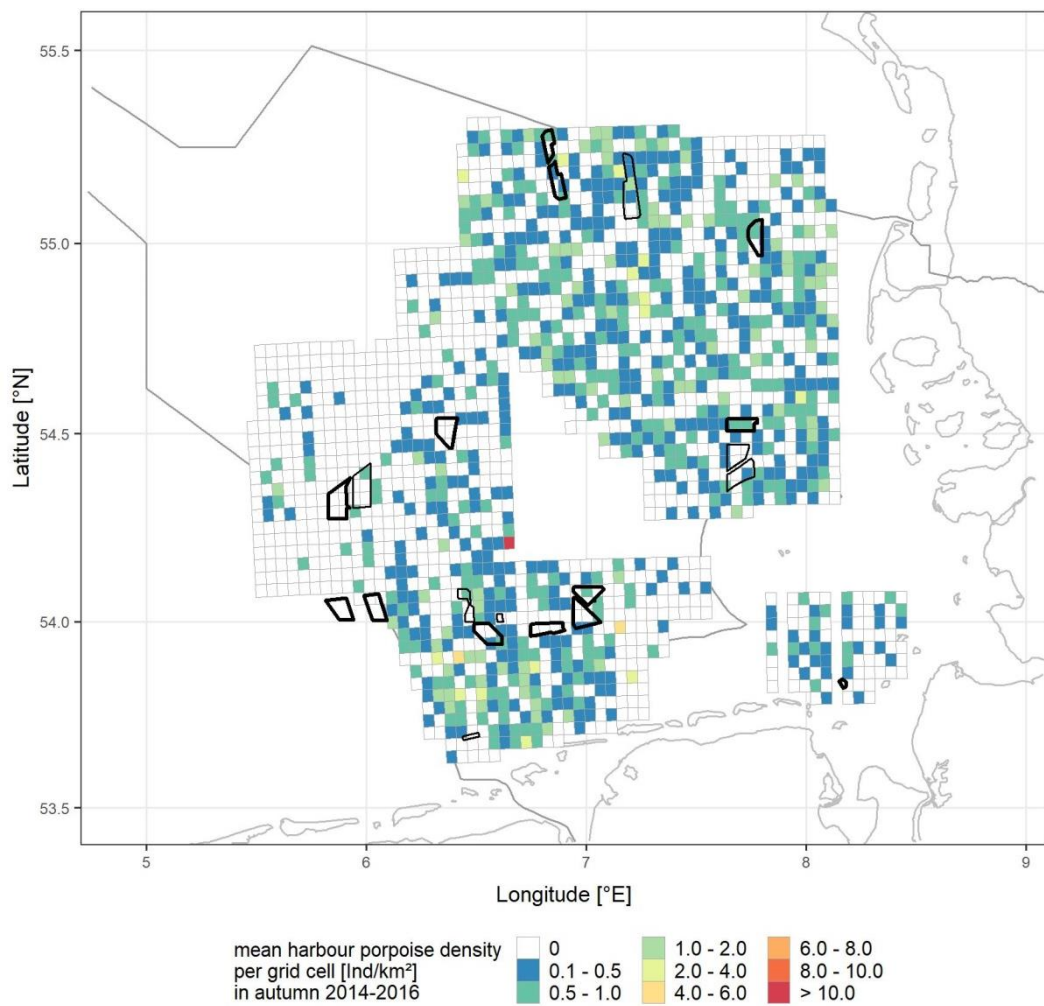 55.5
55.0
54.5
54.0
53.5
Latitude [°N]
5 6 7 8 9
Longitude [°E]
mean harbour porpoise density
per grid cell [Ind/km²]
in autumn 2014-2016
0
0.1 - 0.5
0.5 - 1.0
1.0 - 2.0
2.0 - 4.0
4.0 - 6.0
6.0 - 8.0
8.0 - 10.0
> 10.0